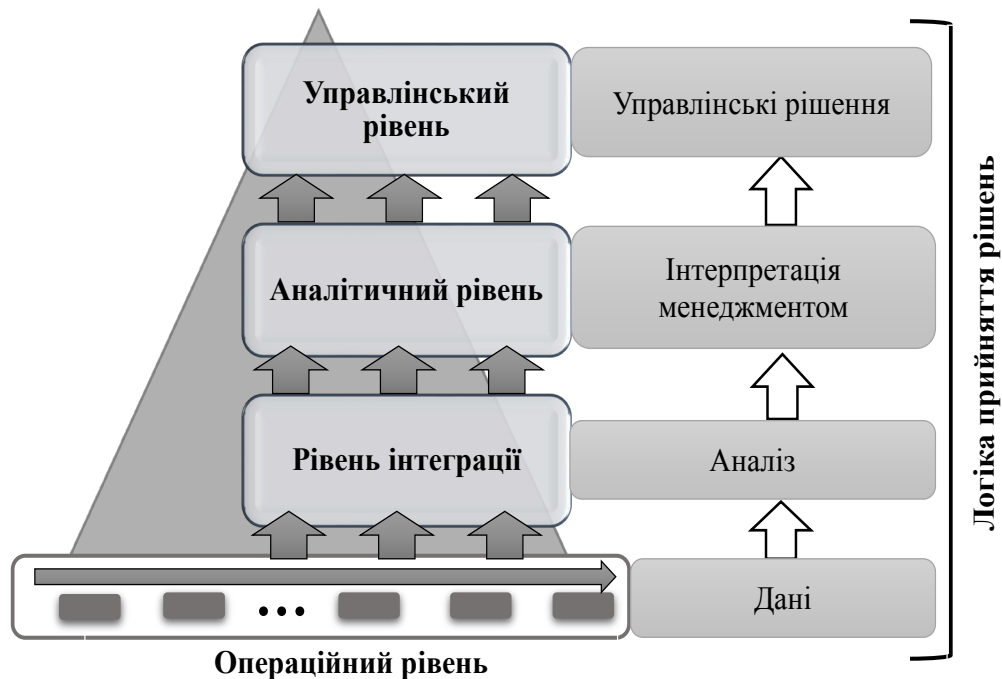 Управлінський
рівень
Управлінські рішення
Аналітичний рівень
Інтерпретація
менеджментом
Рівень інтеграції
Аналіз
Дані
Операційний рівень
Логіка прийняття рішень